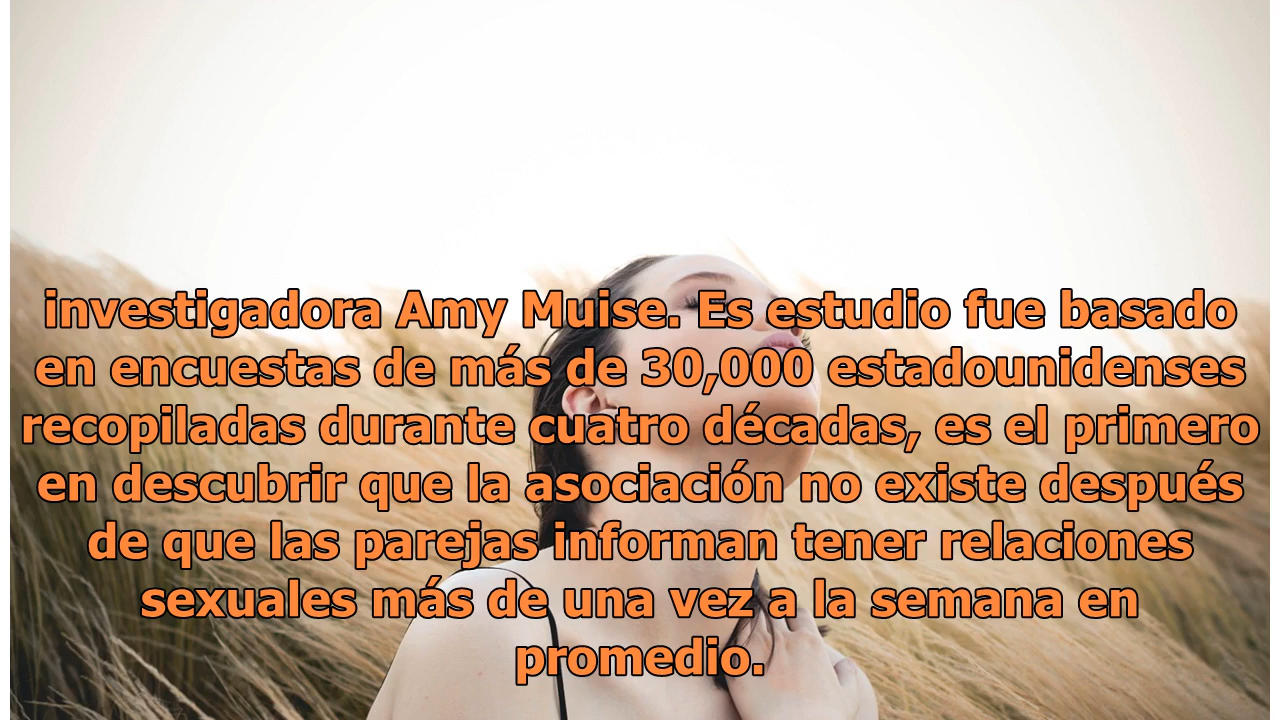 investigadora Amy Muise. Es estudio fue basado
en encuestas de más de 30,000 estadounidenses
recopiladas durante cuatro décadas, es el primero
en descubrir que la asociación no existe después
de que las parejas informan tener relaciones
sexuales más de una vez a la semana en
promedio.